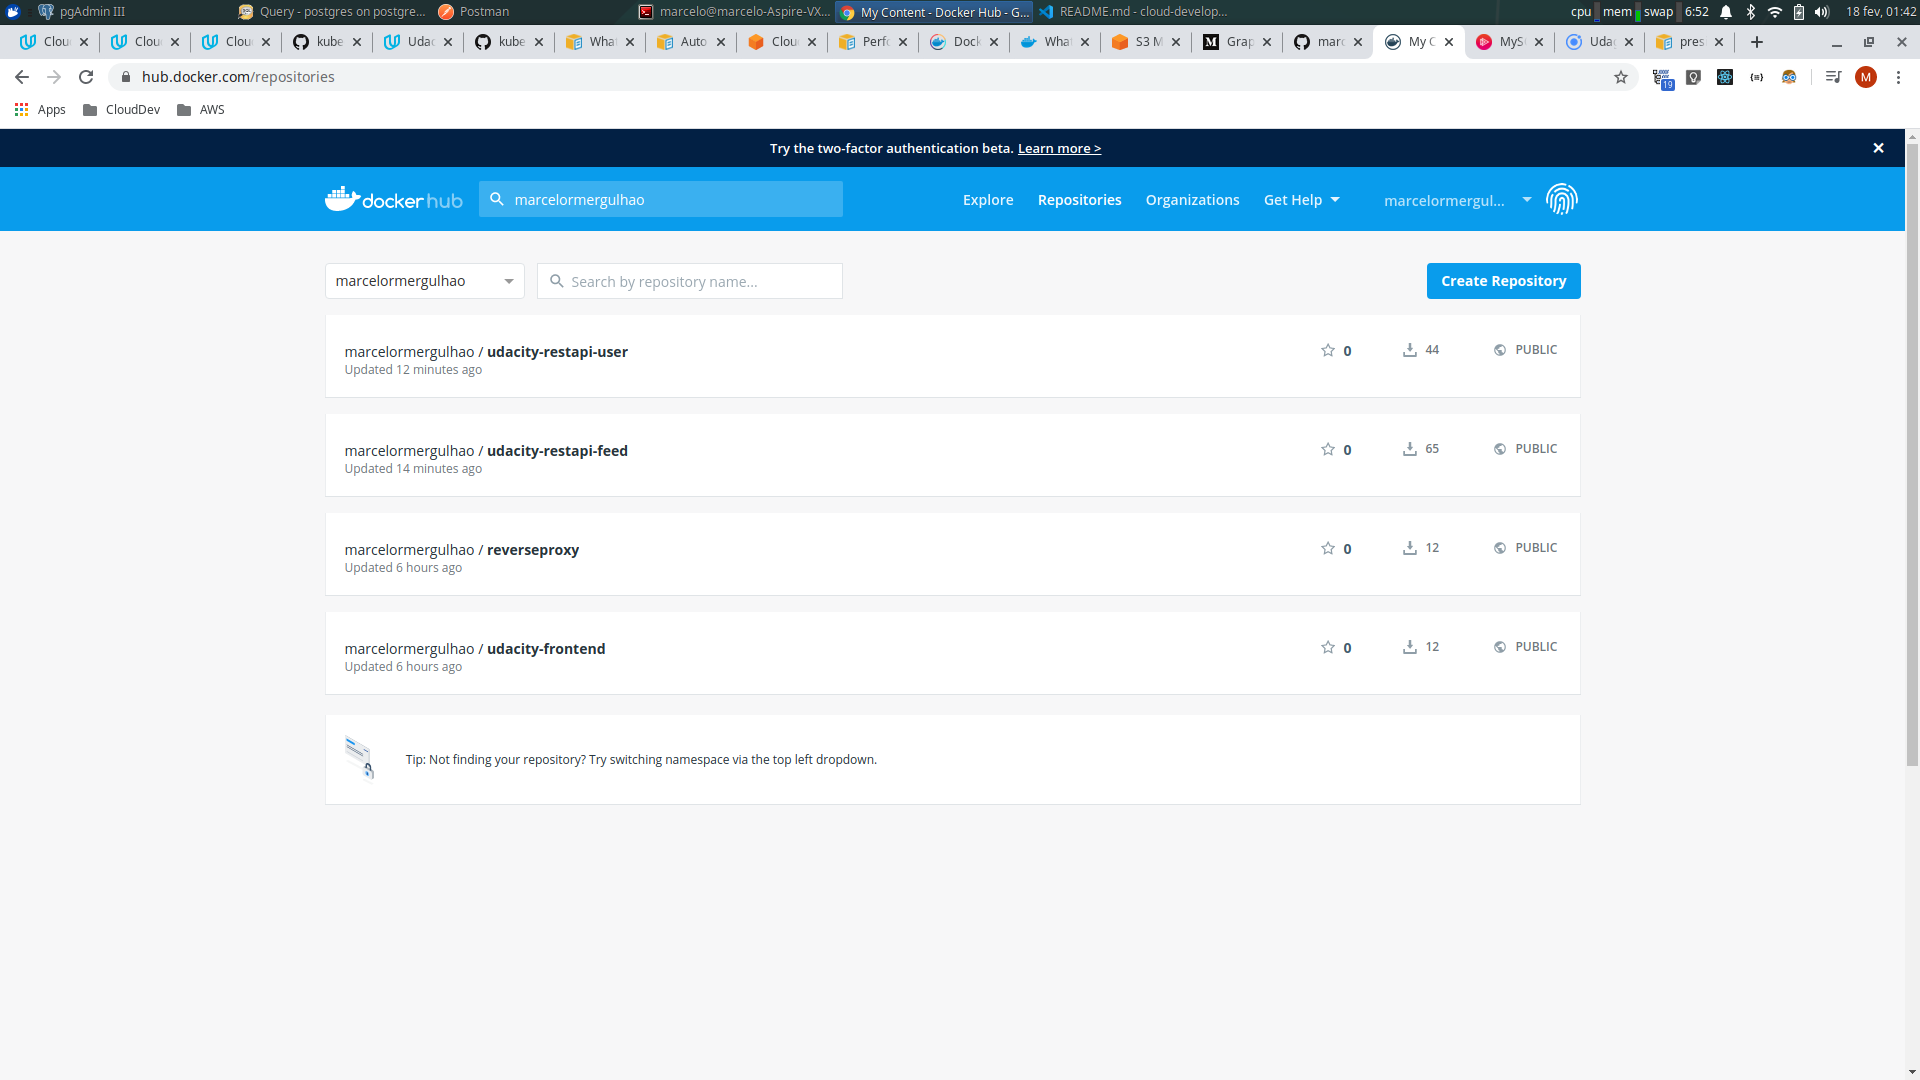 pgAdmin III Query - postgres on postgre... Postman marcelo@marcelo-Aspire-VX... My Content - Docker Hub - G... README.md - cloud-develop... cpu mem swap 6:52 18 fev, 01:42
Clou Clou Clou kube Udac kube What Auto Clou Perfo Dock What S3 M Grap marc My C MyS Udag pres
hub.docker.com/repositories 19 M
Apps CloudDev AWS
Try the two-factor authentication beta. Learn more >
docker hub marcelormergulhao Explore Repositories Organizations Get Help marcelormergul...
marcelormergulhao Search by repository name... Create Repository
marcelormergulhao / udacity-restapi-user 0 44 PUBLIC
Updated 12 minutes ago
marcelormergulhao / udacity-restapi-feed 0 65 PUBLIC
Updated 14 minutes ago
marcelormergulhao / reverseproxy 0 12 PUBLIC
Updated 6 hours ago
marcelormergulhao / udacity-frontend 0 12 PUBLIC
Updated 6 hours ago
Tip: Not finding your repository? Try switching namespace via the top left dropdown.